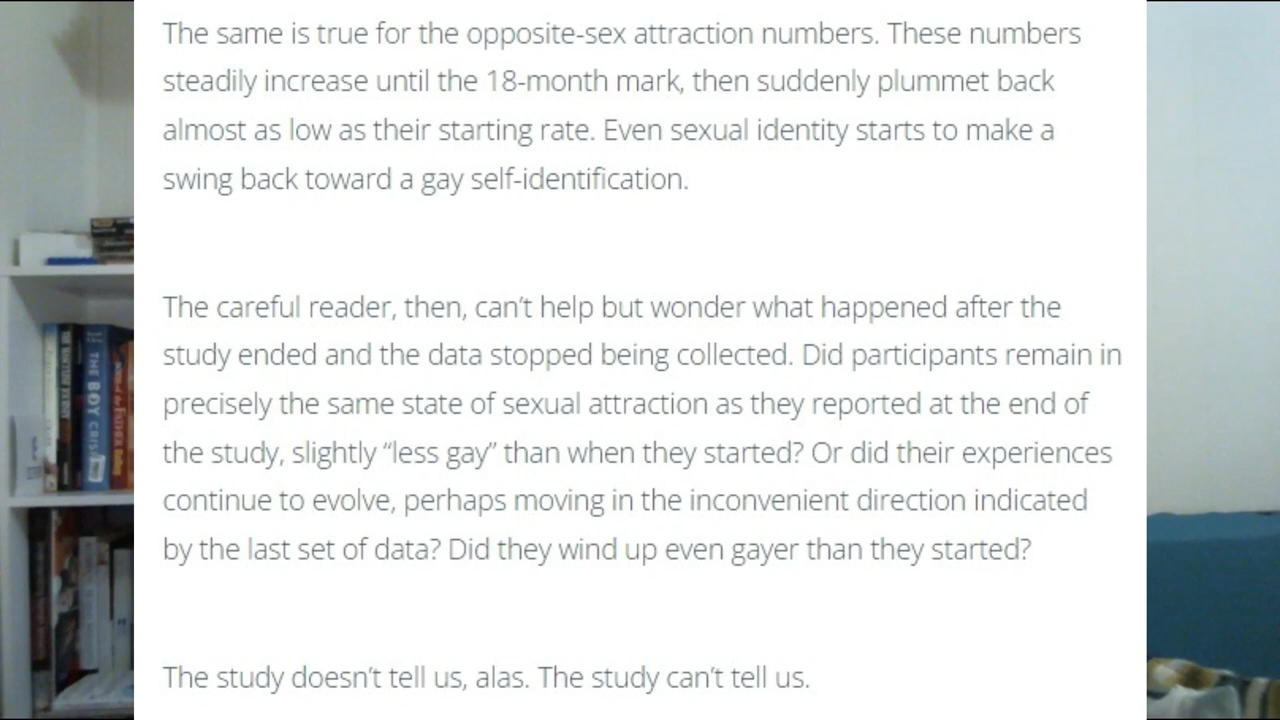 The same is true for the opposite-sex attraction numbers. These numbers
steadily increase until the 18-month mark, then suddenly plummet back
almost as low as their starting rate. Even sexual identity starts to make a
swing back toward a gay self-identification.
The careful reader, then, can’t help but wonder what happened after the
study ended and the data stopped being collected. Did participants remain in
precisely the same state of sexual attraction as they reported at the end of
the study, slightly “less gay” than when they started? Or did their experiences
continue to evolve, perhaps moving in the inconvenient direction indicated
by the last set of data? Did they wind up even gayer than they started?
The study doesn’t tell us, alas. The study can’t tell us.
THE BOY CRIS